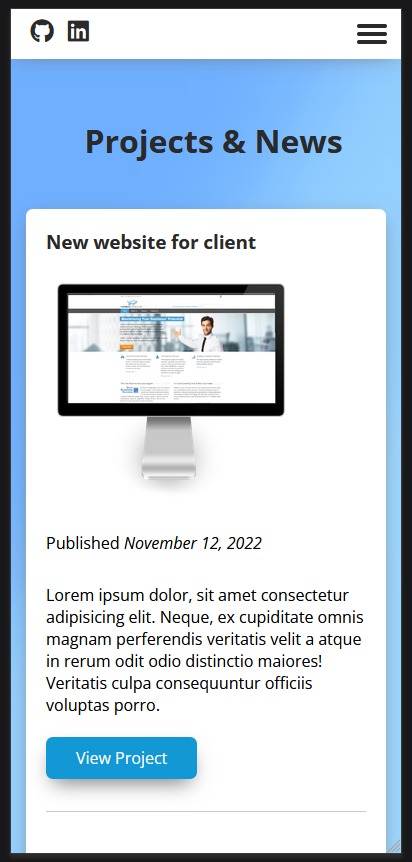 Projects & News
New website for client
Published November 12, 2022
Lorem ipsum dolor, sit amet consectetur
adipisicing elit. Neque, ex cupiditate omnis
magnam perferendis veritatis velit a atque
in rerum odit odio distinctio maiores!
Veritatis culpa consequuntur officiis
voluptas porro.
View Project